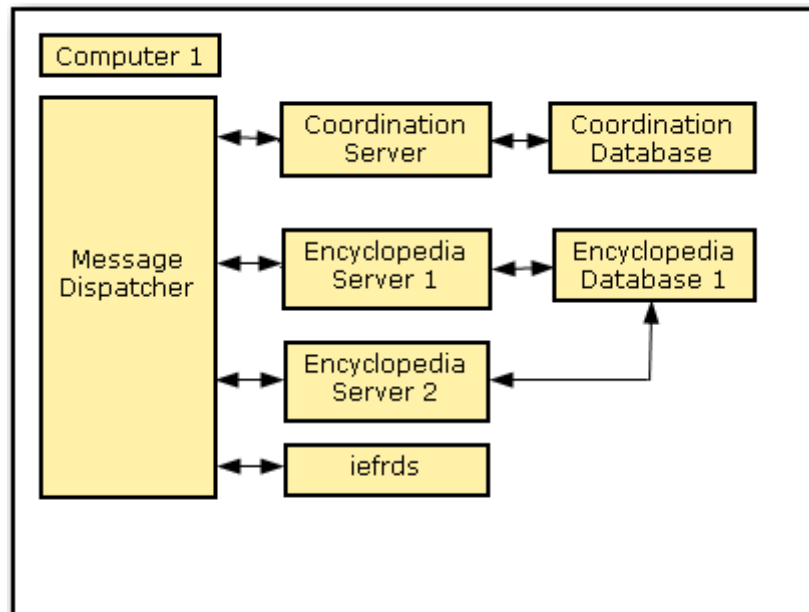 Computer 1
Coordination
Server
Coordination
Database
Message
Dispatcher
Encyclopedia
Server 1
Encyclopedia
Database 1
Encyclopedia
Server 2
iefrds